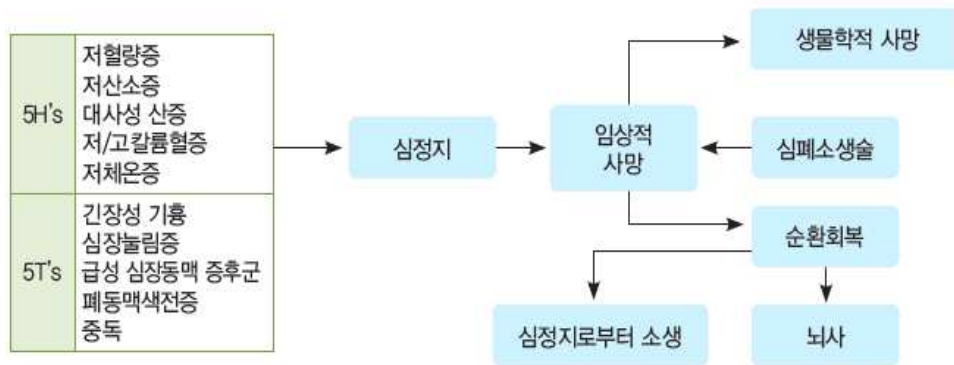 5H's
저혈량증
저산소증
대사성 산증
저/고칼륨혈증
저체온증
5T's
긴장성 기흉
심장눌림증
급성 심장동맥 증후군
폐동맥색전증
중독
심정지
임상적
사망
생물학적 사망
심폐소생술
순환회복
심정지로부터 소생
뇌사